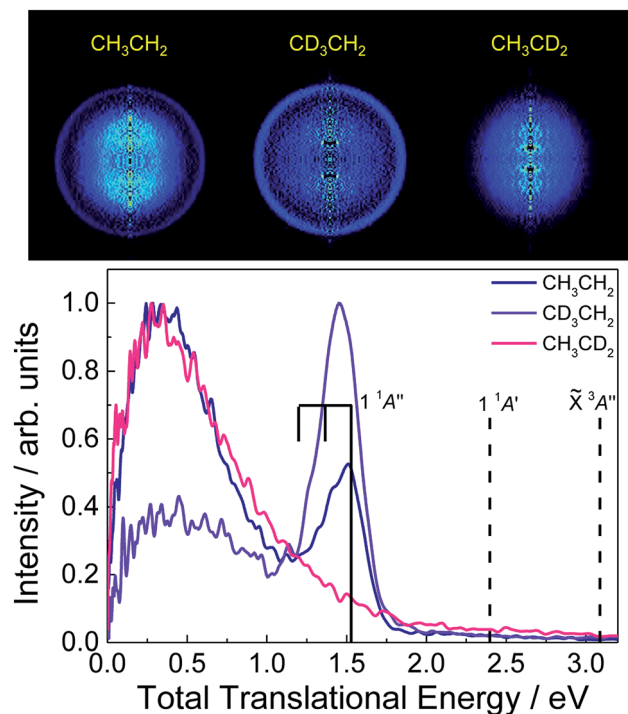 CH₃CH₂ CD₃CH₂ CH₃CD₂
1.0
0.8
0.6
0.4
0.2
0.0
Intensity / arb. units
CH₃CH₂
CD₃CH₂
CH₃CD₂
1 ¹A'' 1 ¹A' X̃ ³A''
0.0 0.5 1.0 1.5 2.0 2.5 3.0
Total Translational Energy / eV